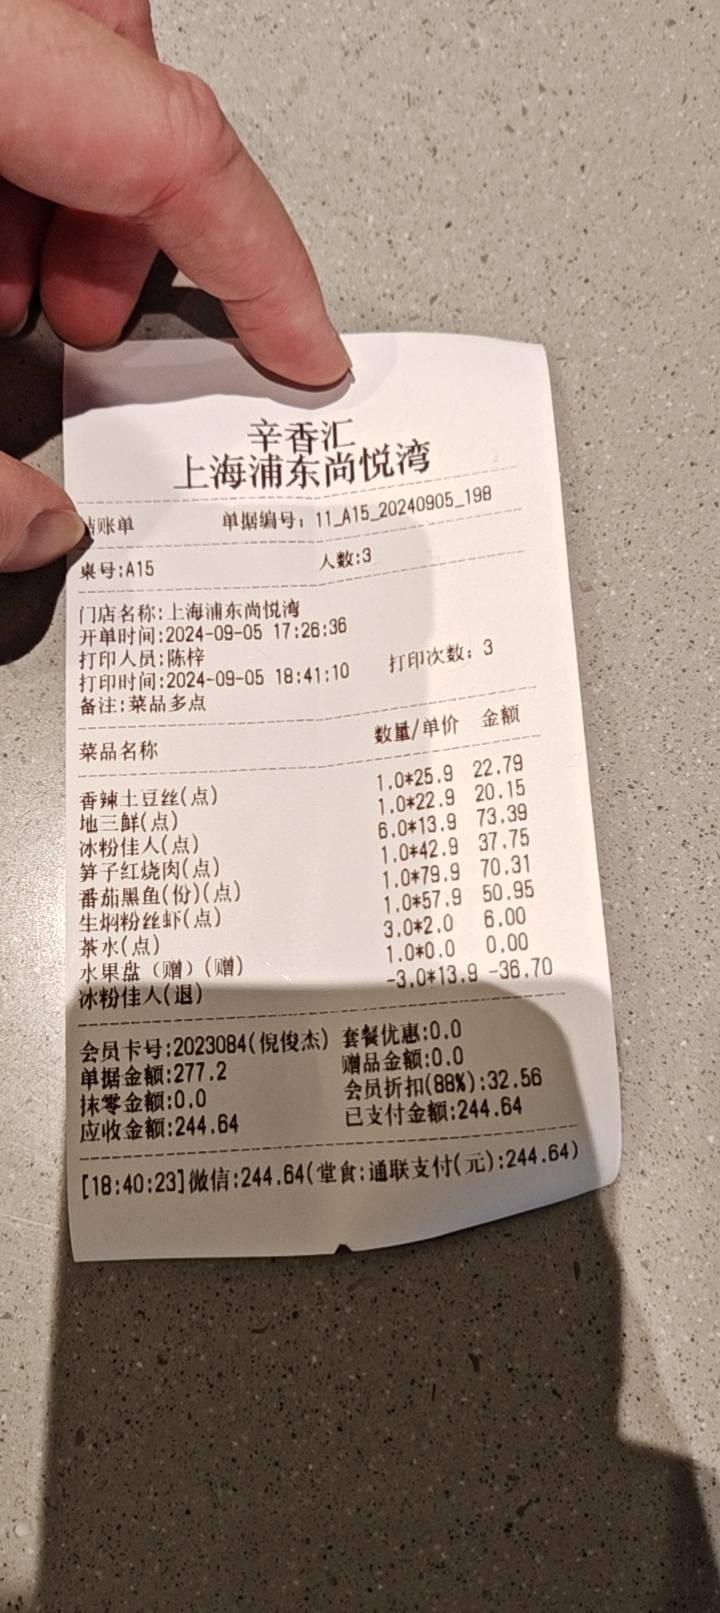 辛香汇
上海浦东尚悦湾
账单 单据编号：11_A15_20240905_198
桌号:A15 人数:3
门店名称:上海浦东尚悦湾
开单时间:2024-09-05 17:26:36
打印人员:陈梓
打印时间:2024-09-05 18:41:10 打印次数：3
备注:菜品多点
菜品名称 数量/单价 金额
香辣土豆丝(点) 1.0*25.9 22.79
地三鲜(点) 1.0*22.9 20.15
冰粉佳人(点) 6.0*13.9 73.39
笋子红烧肉(点) 1.0*42.9 37.75
番茄黑鱼(份)(点) 1.0*79.9 70.31
生焖粉丝虾(点) 1.0*57.9 50.95
茶水(点) 3.0*2.0 6.00
水果盘（赠）(赠) 1.0*0.0 0.00
冰粉佳人(退) -3.0*13.9 -36.70
会员卡号:2023084(倪俊杰) 套餐优惠:0.0
单据金额:277.2 赠品金额:0.0
抹零金额:0.0 会员折扣(88%):32.56
应收金额:244.64 已支付金额:244.64
[18:40:23]微信:244.64(堂食:通联支付(元):244.64)